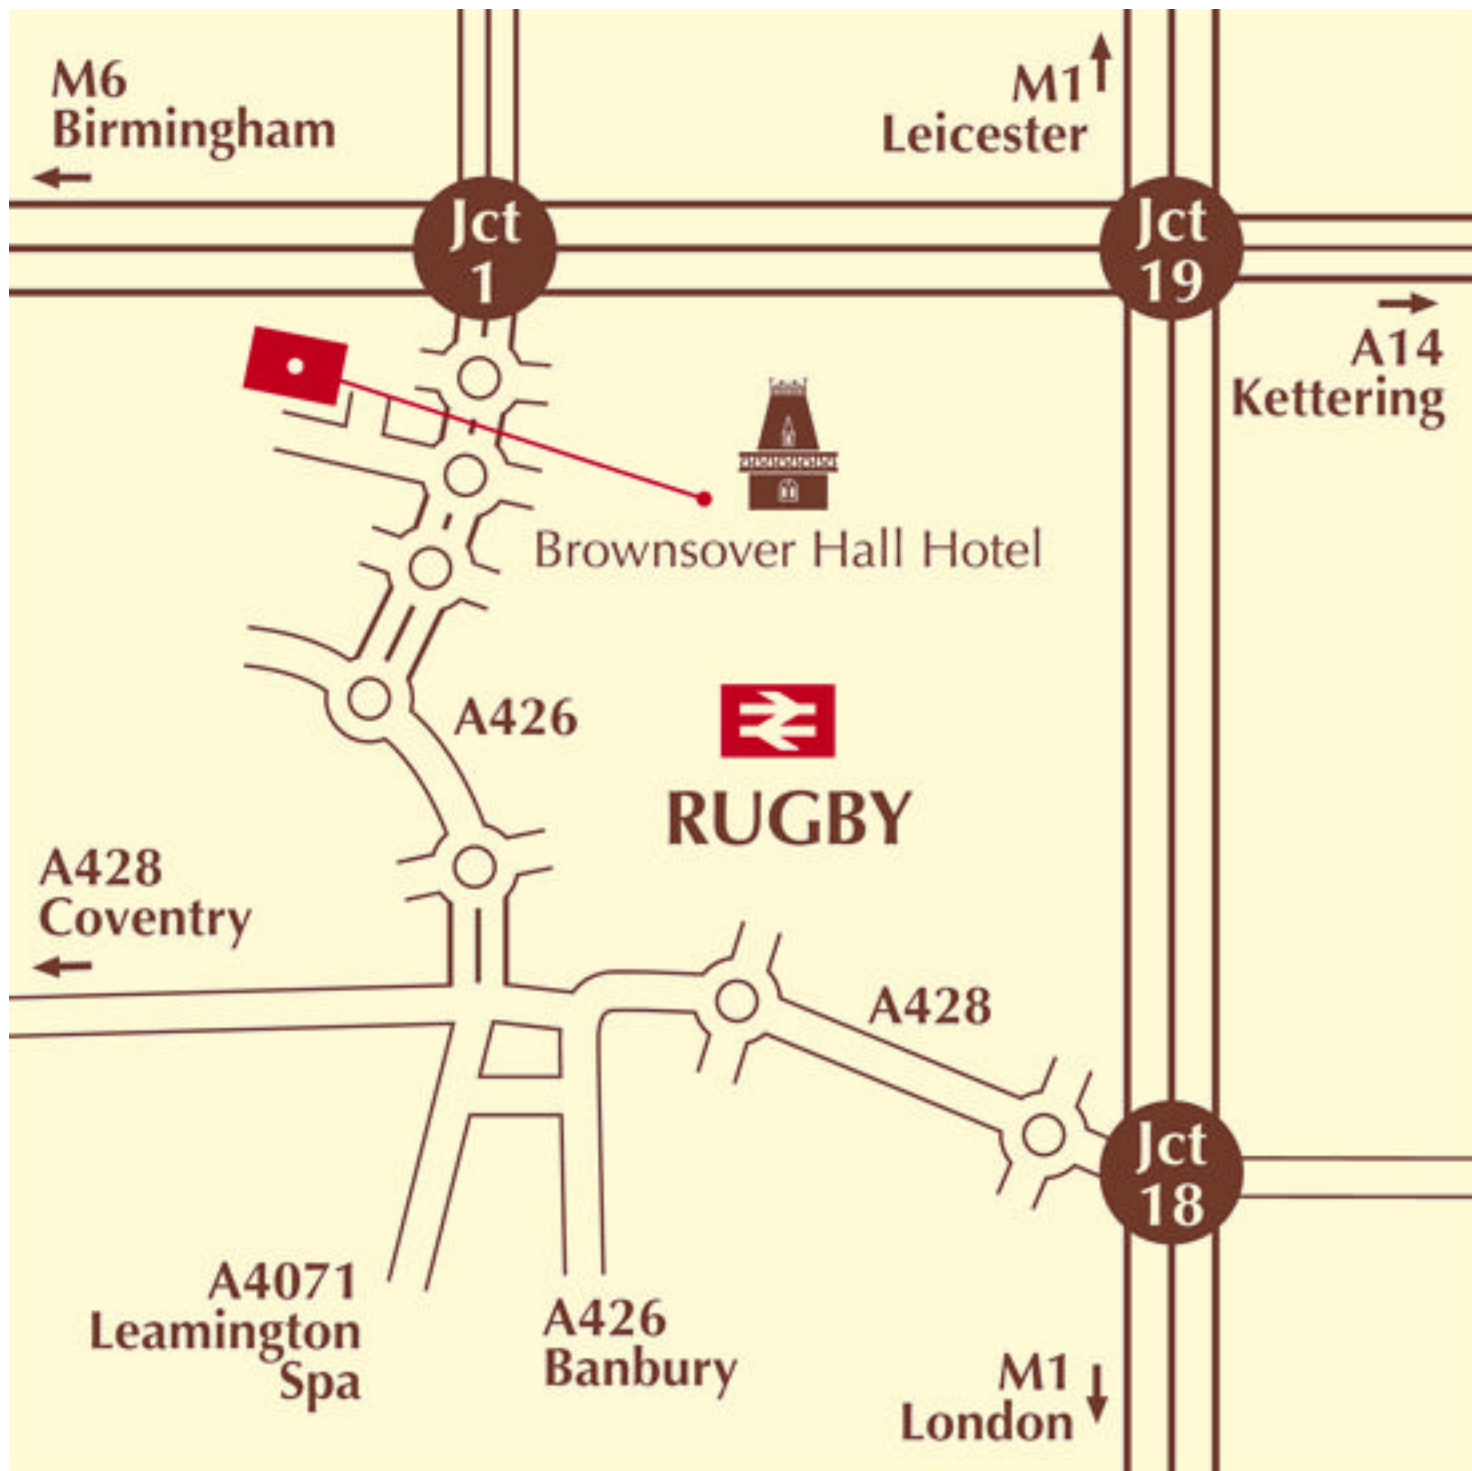 M6
Birmingham
M1
Leicester
Jct
1
Jct
19
A14
Kettering
Brownsover Hall Hotel
A426
RUGBY
A428
Coventry
A428
Jct
18
A4071
Leamington
Spa
A426
Banbury
M1
London